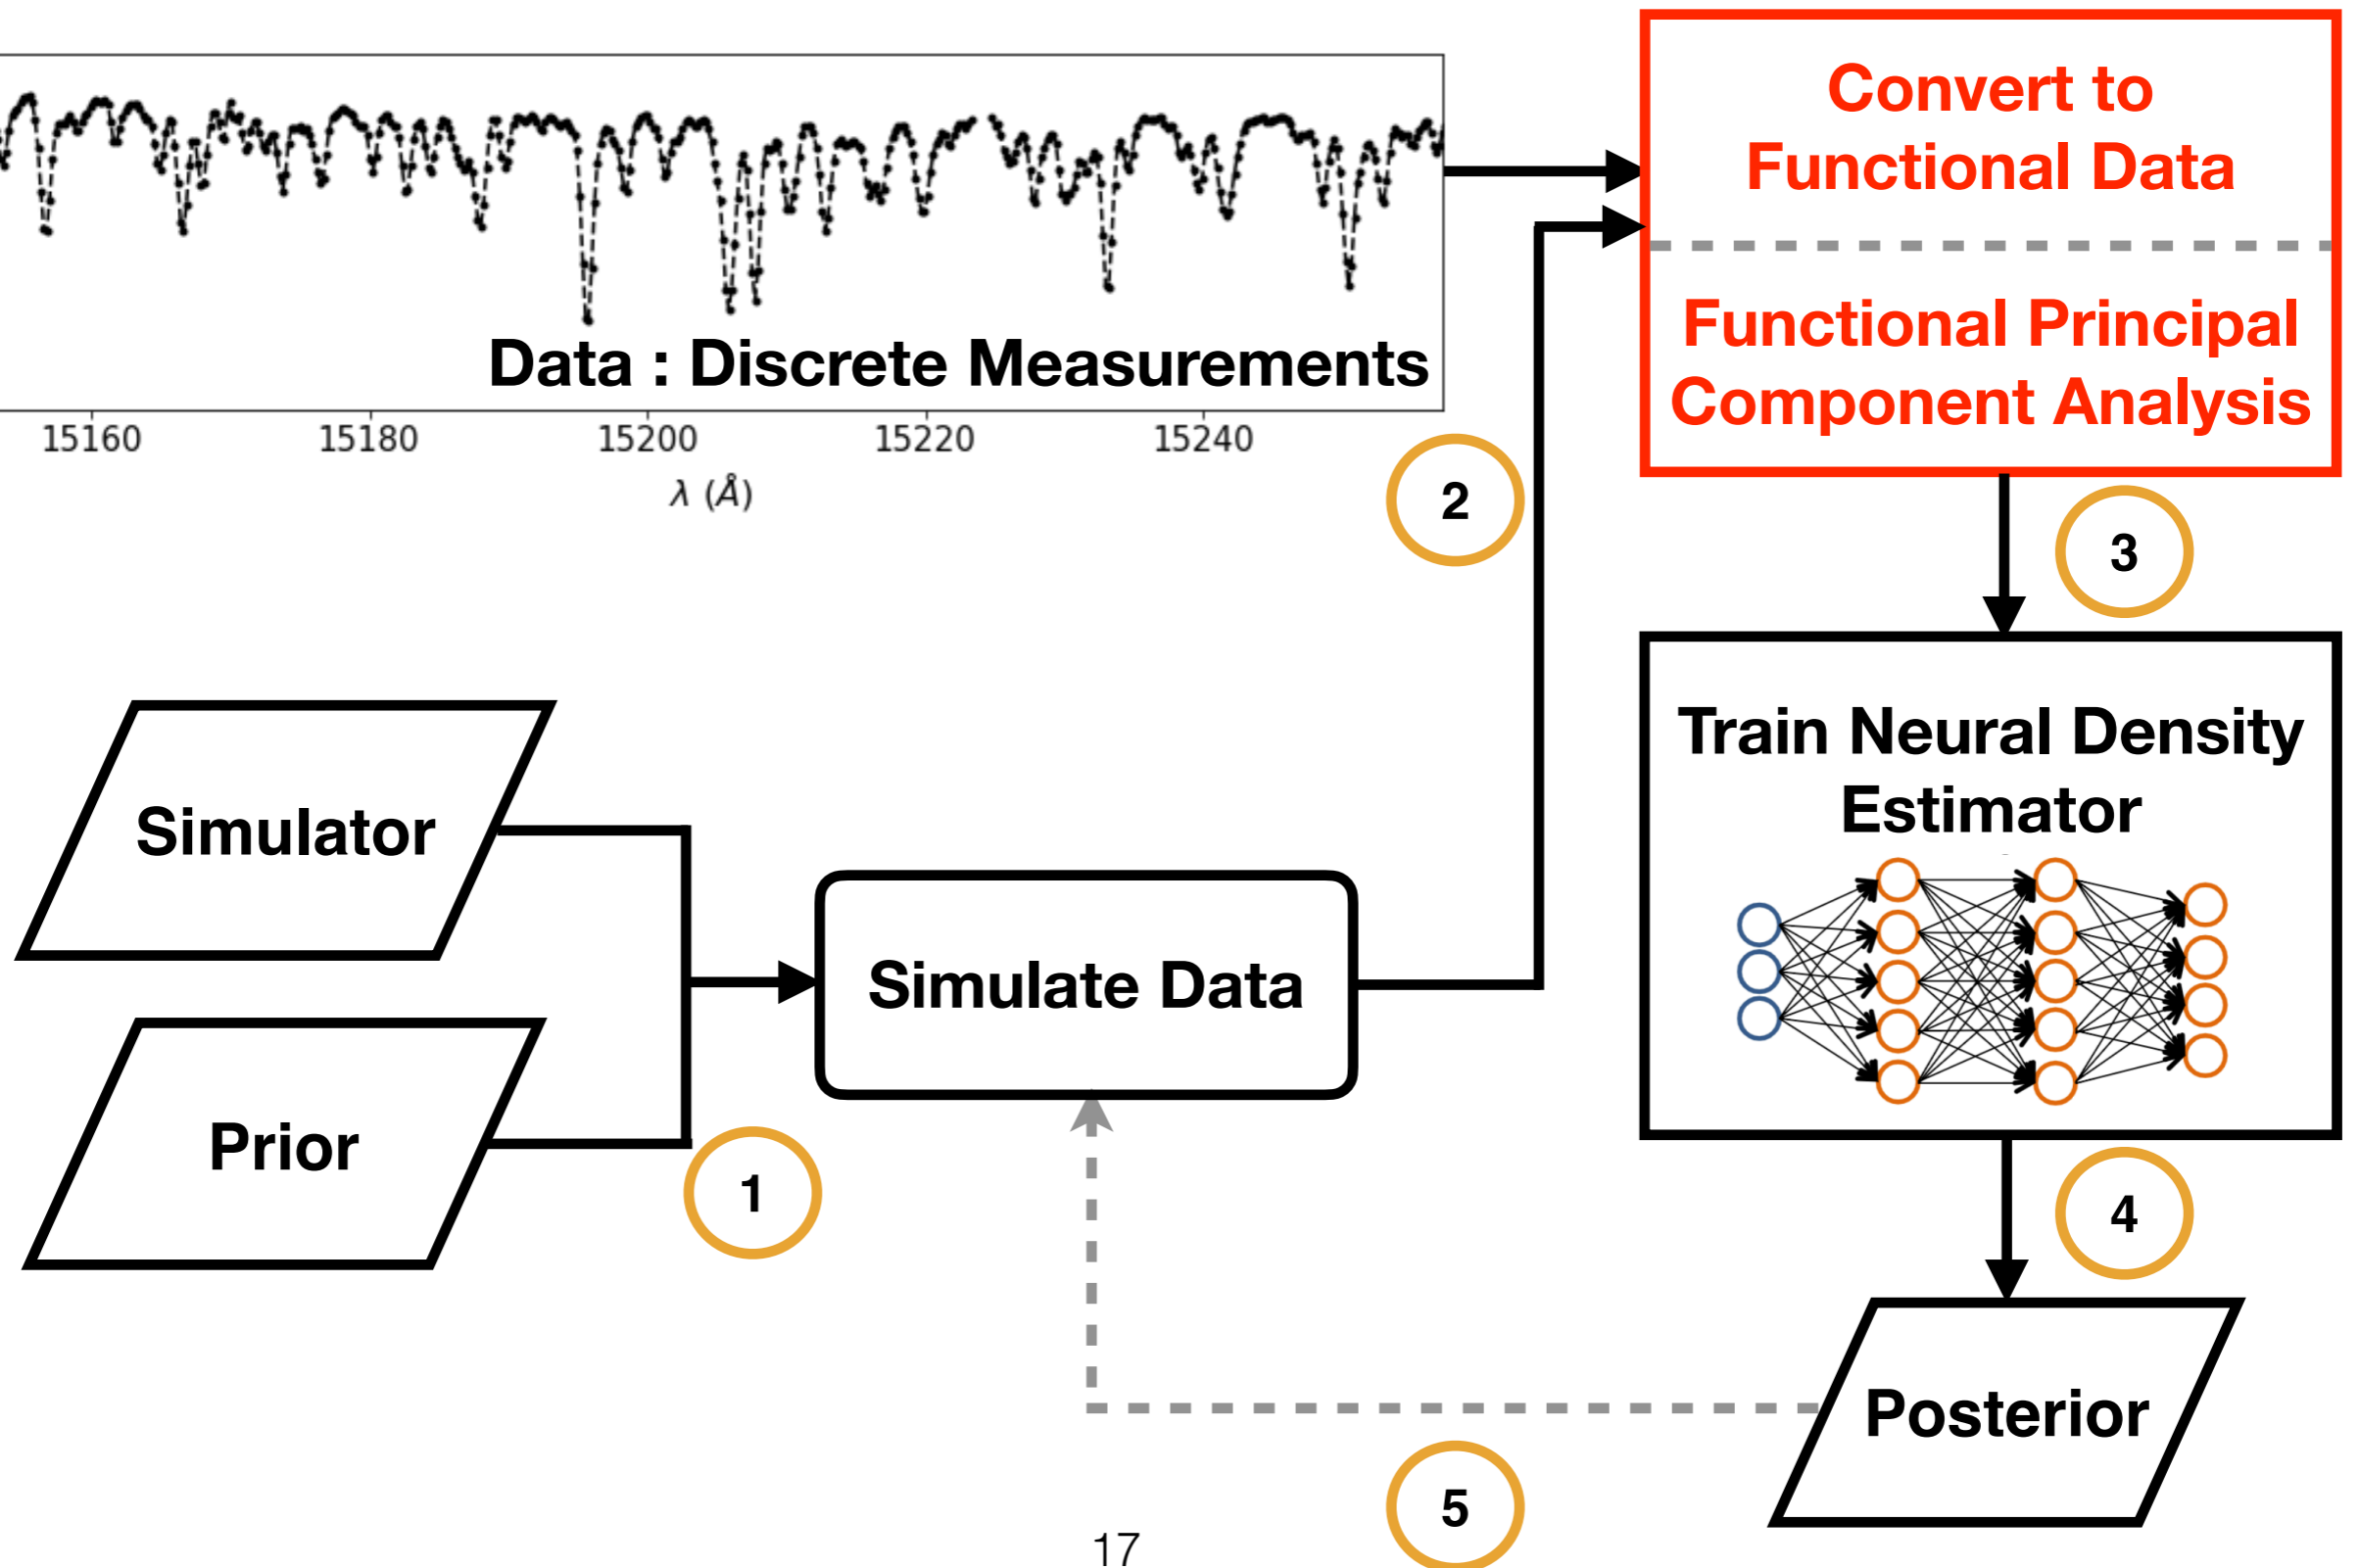 Convert to
Functional Data
Functional Principal
Component Analysis
Data : Discrete Measurements
15160 15180 15200 15220 15240
λ (Å)
2
3
Train Neural Density
Estimator
Simulator
Simulate Data
Prior
1
4
Posterior
5
17